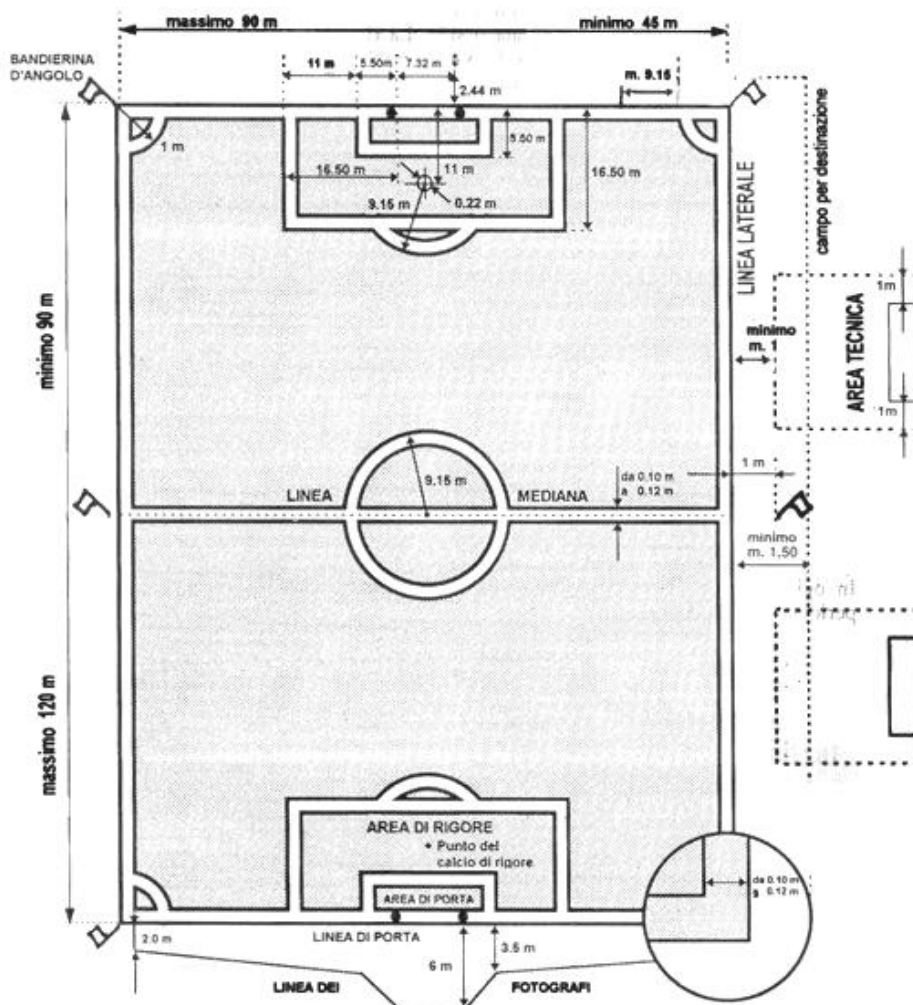 massimo 90 m
minimo 45 m
BANDIERINA
D'ANGOLO
11 m
5.50m
7.32 m
m. 9.15
2.44 m
1 m
5.50 m
11 m
16.50 m
16.50 m
9.15 m
0.22 m
LINEA LATERALE
campo per destinazione
minimo 90 m
1m
minimo
m. 1
AREA TECNICA
1m
9,15 m
LINEA
MEDIANA
da 0.10 m
a 0.12 m
1 m
minimo
m. 1,50
massimo 120 m
AREA DI RIGORE
Punto del
calcio di rigore
AREA DI PORTA
da 0.10 m
0.12 m
LINEA DI PORTA
2.0 m
3.5 m
6 m
LINEA DEI
FOTOGRAFI